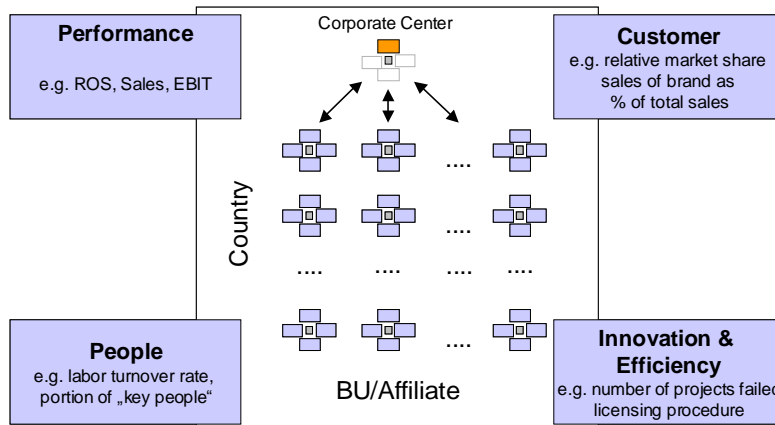 Performance
e.g. ROS, Sales, EBIT
Corporate Center
Customer
e.g. relative market share
sales of brand as
% of total sales
Country
....
....
.... .... .... ....
....
People
e.g. labor turnover rate,
portion of „key people“
BU/Affiliate
Innovation &
Efficiency
e.g. number of projects failed
licensing procedure